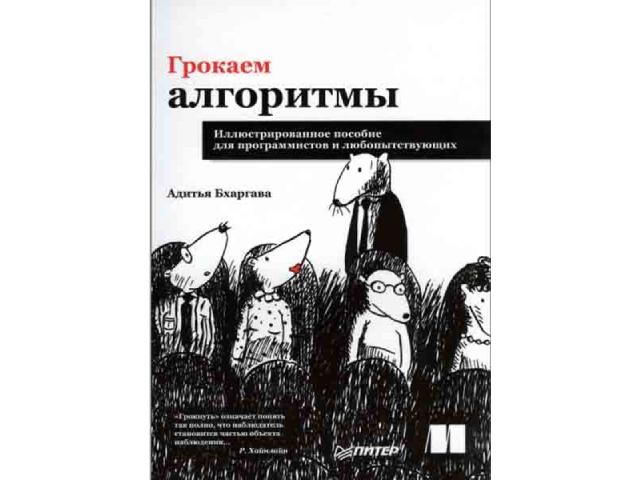 Грокаем
алгоритмы
Иллюстрированное пособие
для программистов и любопытствующих
Адитья Бхаргава
«Грокнуть» означает понять
так полно, что наблюдатель
становится частью объекта
наблюдения...
Р. Хайнлайн
ПИТЕР